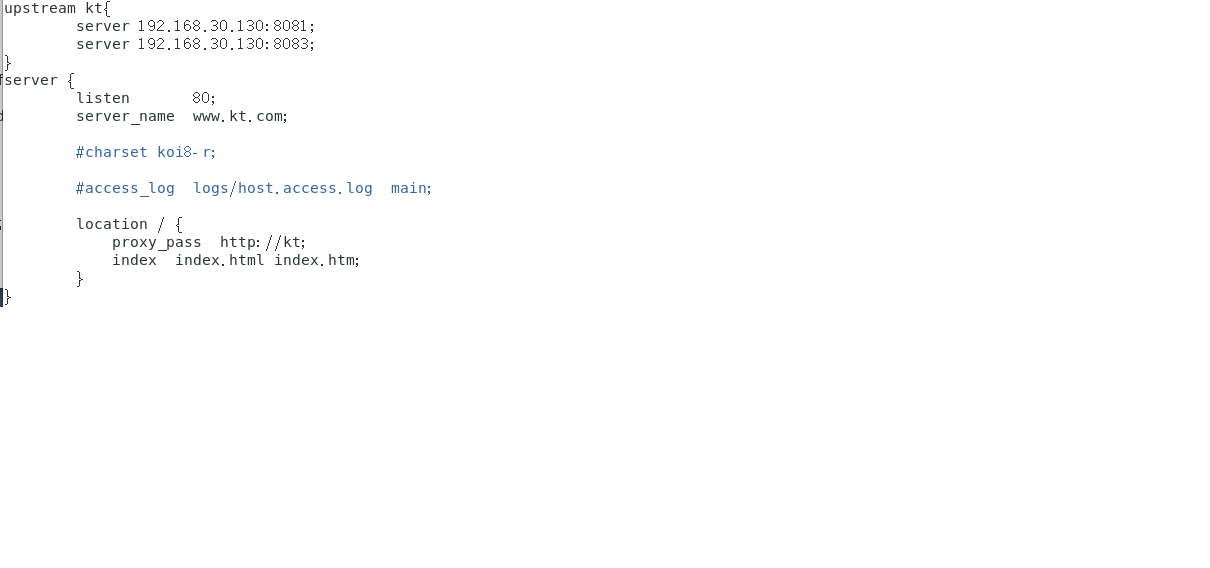 upstream kt{
        server 192.168.30.130:8081;
        server 192.168.30.130:8083;
}
server {
        listen       80;
        server_name  www.kt.com;
        #charset koi8-r;
        #access_log  logs/host.access.log  main;
        location / {
            proxy_pass  http://kt;
            index  index.html index.htm;
        }
}